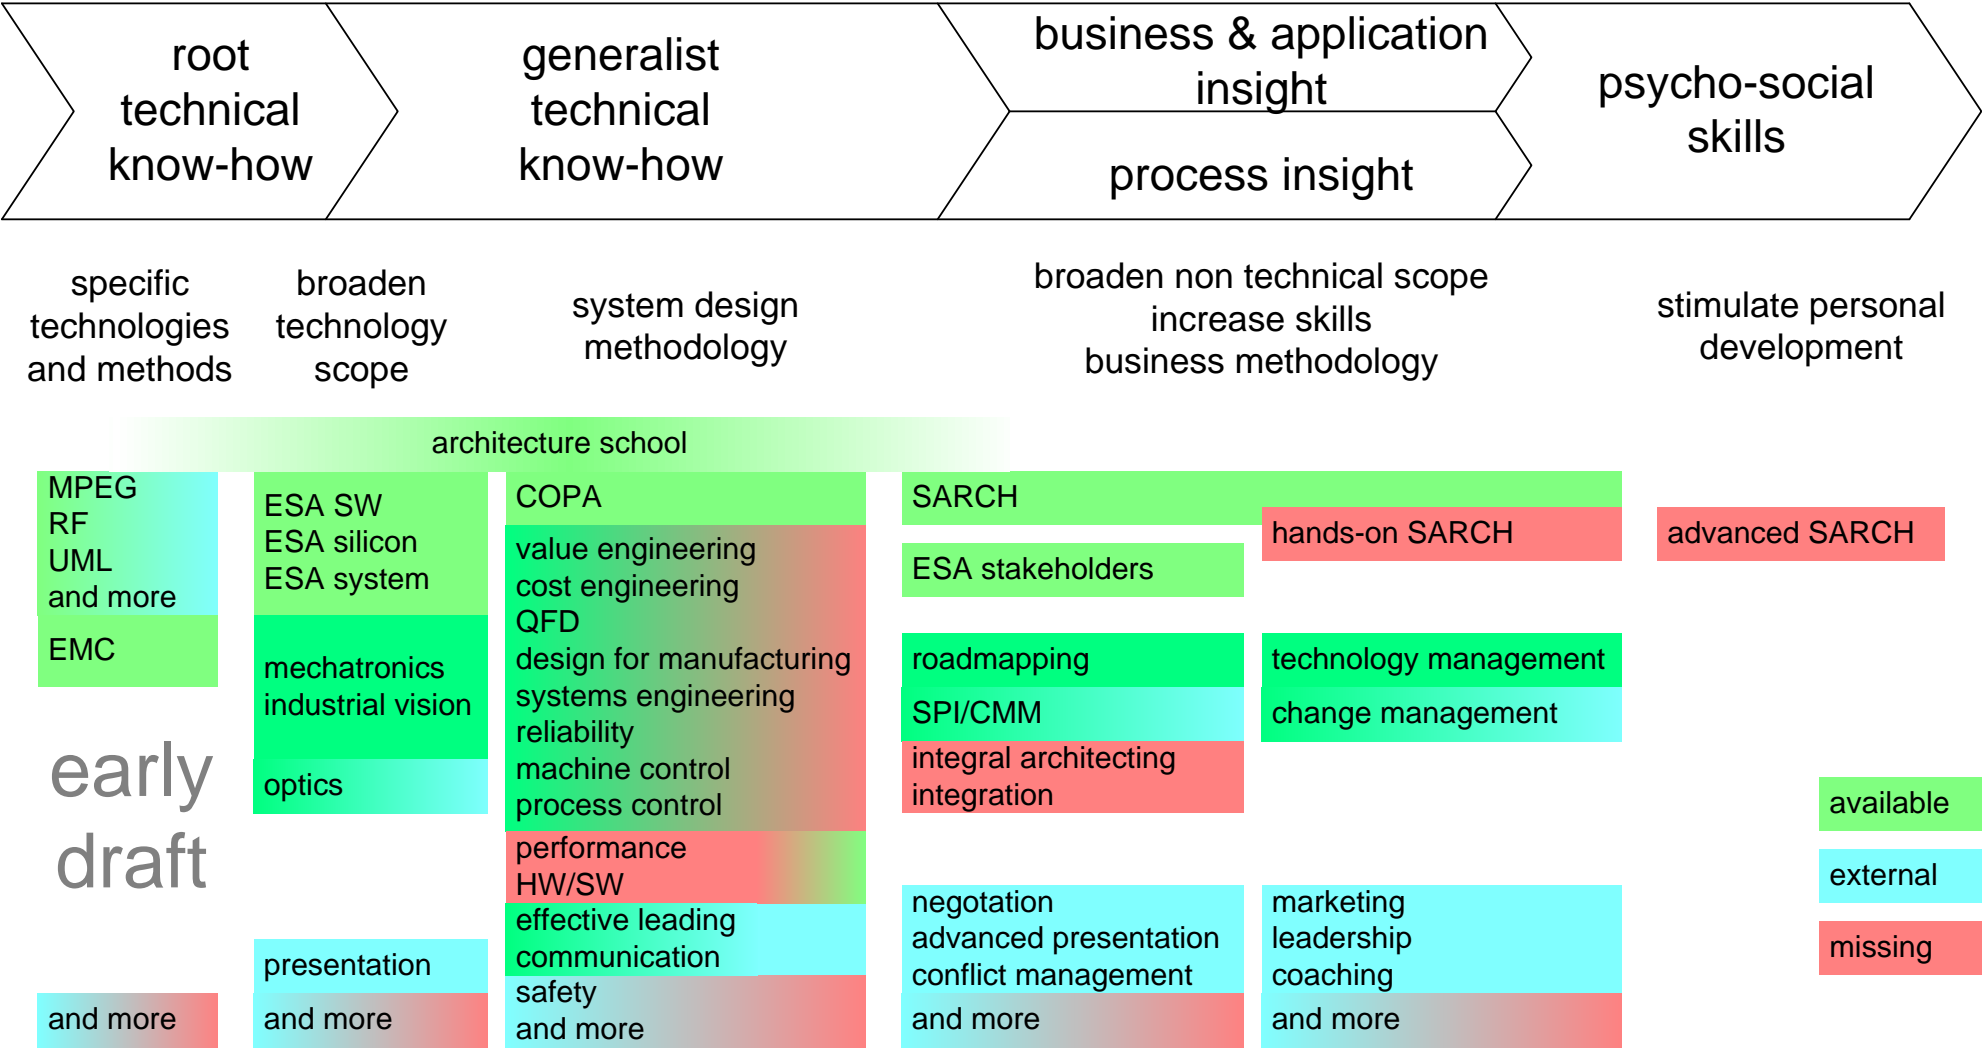 root
technical
know-how
generalist
technical
know-how
business & application
insight
process insight
psycho-social
skills
specific
technologies
and methods
broaden
technology
scope
system design
methodology
broaden non technical scope
increase skills
business methodology
stimulate personal
development
architecture school
MPEG
RF
UML
and more
EMC
early
draft
and more
ESA SW
ESA silicon
ESA system
mechatronics
industrial vision
optics
presentation
and more
COPA
value engineering
cost engineering
QFD
design for manufacturing
systems engineering
reliability
machine control
process control
performance
HW/SW
effective leading
communication
safety
and more
SARCH
ESA stakeholders
roadmapping
SPI/CMM
integral architecting
integration
negotation
advanced presentation
conflict management
and more
hands-on SARCH
technology management
change management
marketing
leadership
coaching
and more
advanced SARCH
available
external
missing